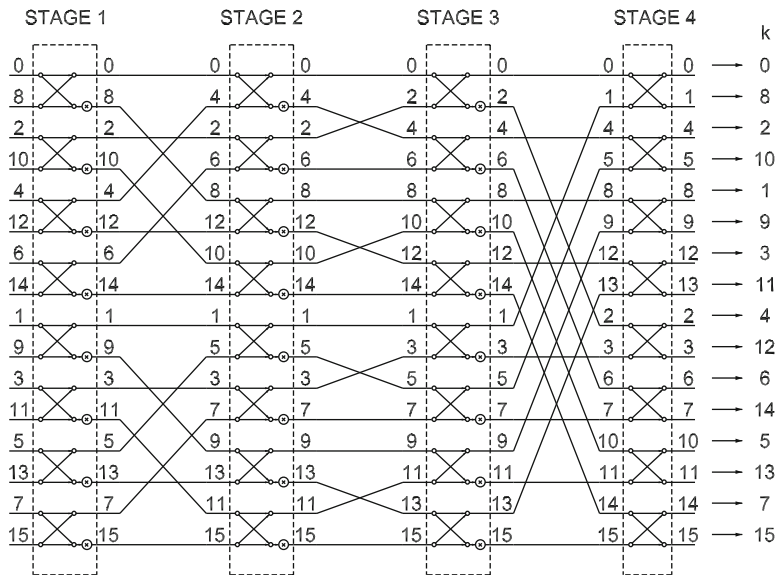 STAGE 1 STAGE 2 STAGE 3 STAGE 4
k
0 0 0 0 0 0 0 0 → 0
8 8 4 4 2 2 1 1 → 8
2 2 2 2 4 4 4 4 → 2
10 10 6 6 6 6 5 5 → 10
4 4 8 8 8 8 8 8 → 1
12 12 12 12 10 10 9 9 → 9
6 6 10 10 12 12 12 12 → 3
14 14 14 14 14 14 13 13 → 11
1 1 1 1 1 1 2 2 → 4
9 9 5 5 3 3 3 3 → 12
3 3 3 3 5 5 6 6 → 6
11 11 7 7 7 7 7 7 → 14
5 5 9 9 9 9 10 10 → 5
13 13 13 13 11 11 11 11 → 13
7 7 11 11 13 13 14 14 → 7
15 15 15 15 15 15 15 15 → 15